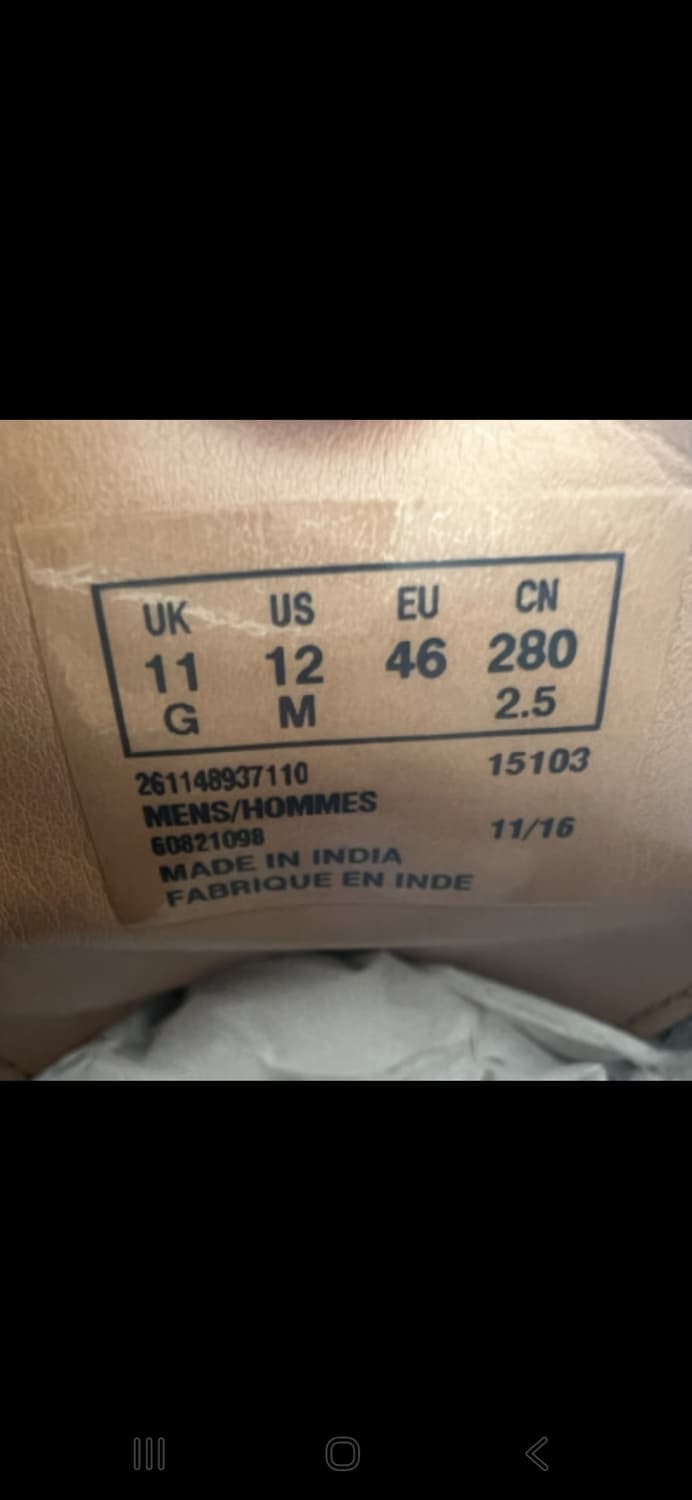 UK US EU CN
11 12 46 280
G M 2.5
261148937110 15103
MENS/HOMMES
60821098 11/16
MADE IN INDIA
FABRIQUE EN INDE